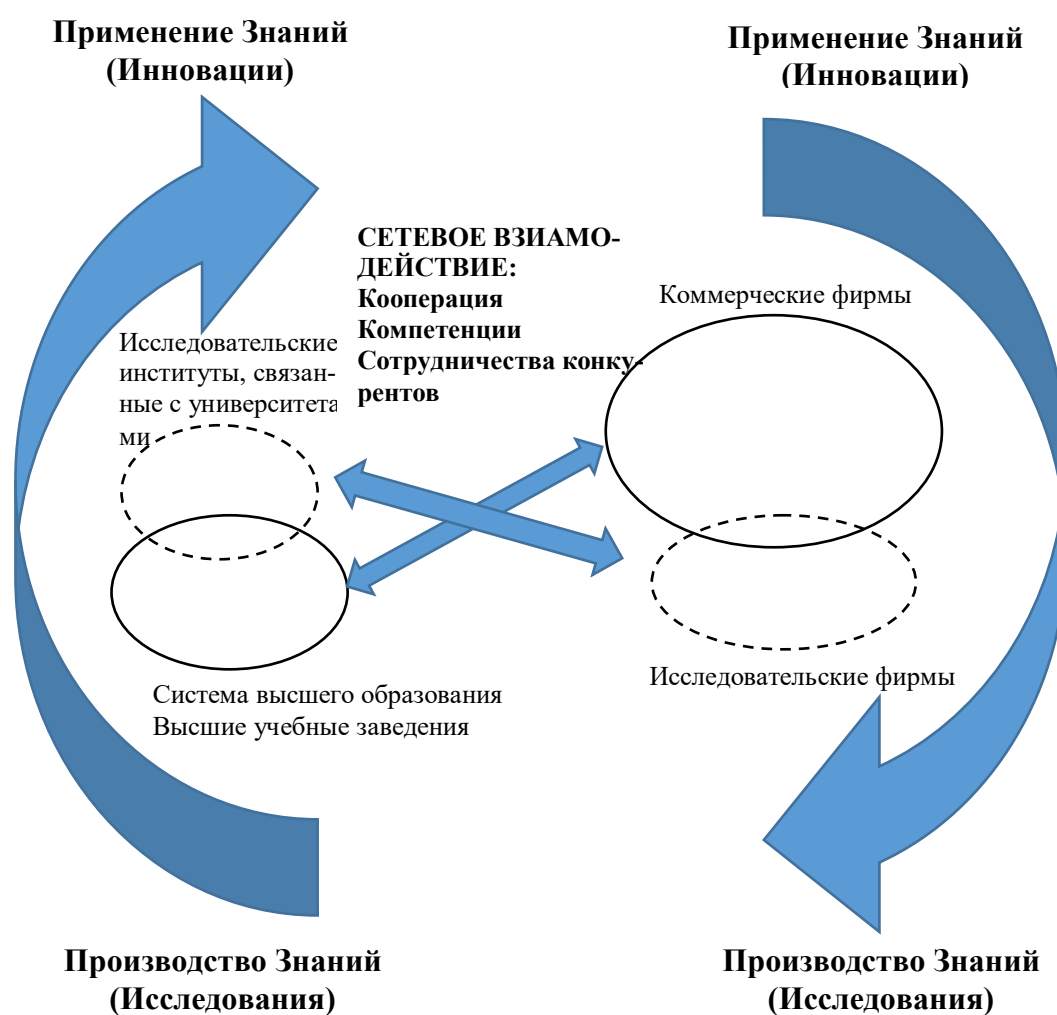 Применение Знаний
(Инновации)
Применение Знаний
(Инновации)
СЕТЕВОЕ ВЗИАМО-
ДЕЙСТВИЕ:
Кооперация
Компетенции
Сотрудничества конку-
рентов
Коммерческие фирмы
Исследовательские
институты, связан-
ные с университета
ми
Система высшего образования
Высшие учебные заведения
Исследовательские фирмы
Производство Знаний
(Исследования)
Производство Знаний
(Исследования)